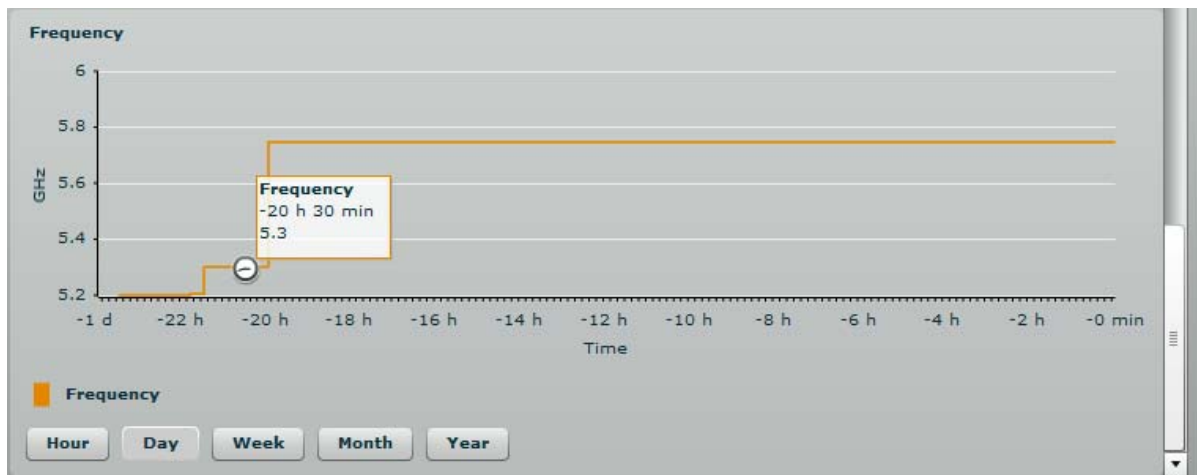 Frequency
6
5.8
5.6
5.4
5.2
GHz
Frequency
-20 h 30 min
5.3
-1 d -22 h -20 h -18 h -16 h -14 h -12 h -10 h -8 h -6 h -4 h -2 h -0 min
Time
Frequency
Hour Day Week Month Year